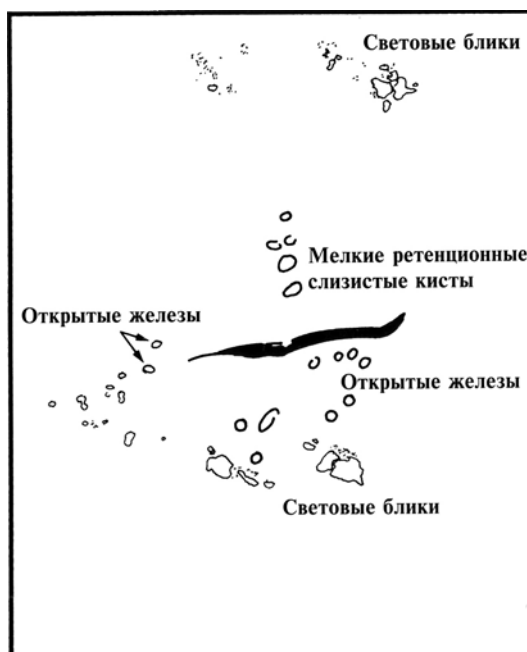 Световые блики
Мелкие ретенционные
слизистые кисты
Открытые железы
Открытые железы
Световые блики